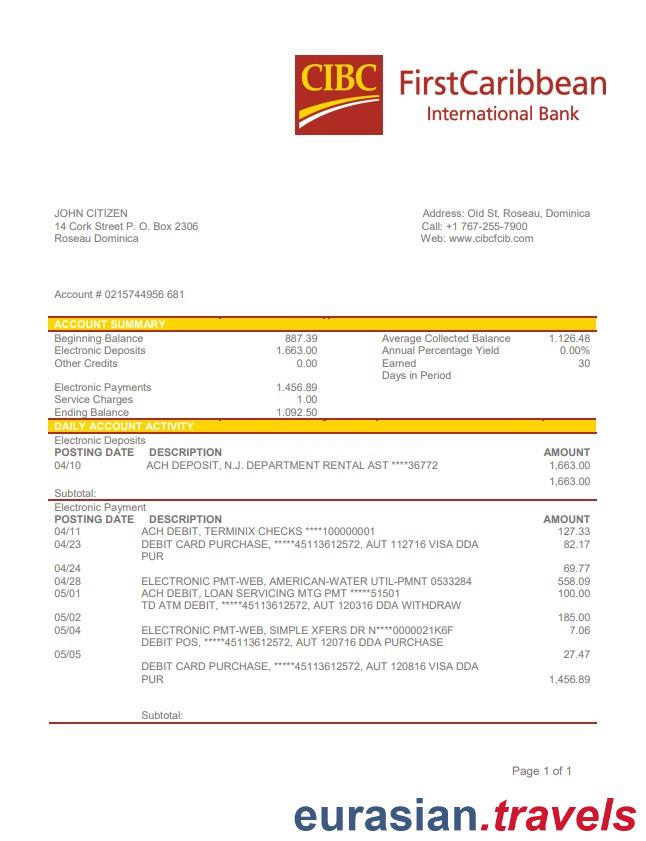 CIBC FirstCaribbean
International Bank
JOHN CITIZEN Address: Old St, Roseau, Dominica
14 Cork Street P. O. Box 2306 Call: +1 767-255-7900
Roseau Dominica Web: www.cibcfcib.com
Account # 0215744956 681
ACCOUNT SUMMARY
Beginning Balance 887.39 Average Collected Balance 1.126.48
Electronic Deposits 1.663.00 Annual Percentage Yield 0.00%
Other Credits 0.00 Earned 30
Days in Period
Electronic Payments 1.456.89
Service Charges 1.00
Ending Balance 1.092.50
DAILY ACCOUNT ACTIVITY
Electronic Deposits
POSTING DATE DESCRIPTION AMOUNT
04/10 ACH DEPOSIT, N.J. DEPARTMENT RENTAL AST ****36772 1,663.00
1,663.00
Subtotal:
Electronic Payment
POSTING DATE DESCRIPTION AMOUNT
04/11 ACH DEBIT, TERMINIX CHECKS ****100000001 127.33
04/23 DEBIT CARD PURCHASE, *****45113612572, AUT 112716 VISA DDA 82.17
PUR
04/24 69.77
04/28 ELECTRONIC PMT-WEB, AMERICAN-WATER UTIL-PMNT 0533284 558.09
05/01 ACH DEBIT, LOAN SERVICING MTG PMT *****51501 100.00
TD ATM DEBIT, *****45113612572, AUT 120316 DDA WITHDRAW
05/02 185.00
05/04 ELECTRONIC PMT-WEB, SIMPLE XFERS DR N****0000021K6F 7.06
DEBIT POS, *****45113612572, AUT 120716 DDA PURCHASE
05/05 27.47
DEBIT CARD PURCHASE, *****45113612572, AUT 120816 VISA DDA
PUR 1,456.89
Subtotal:
Page 1 of 1
eurasian.travels